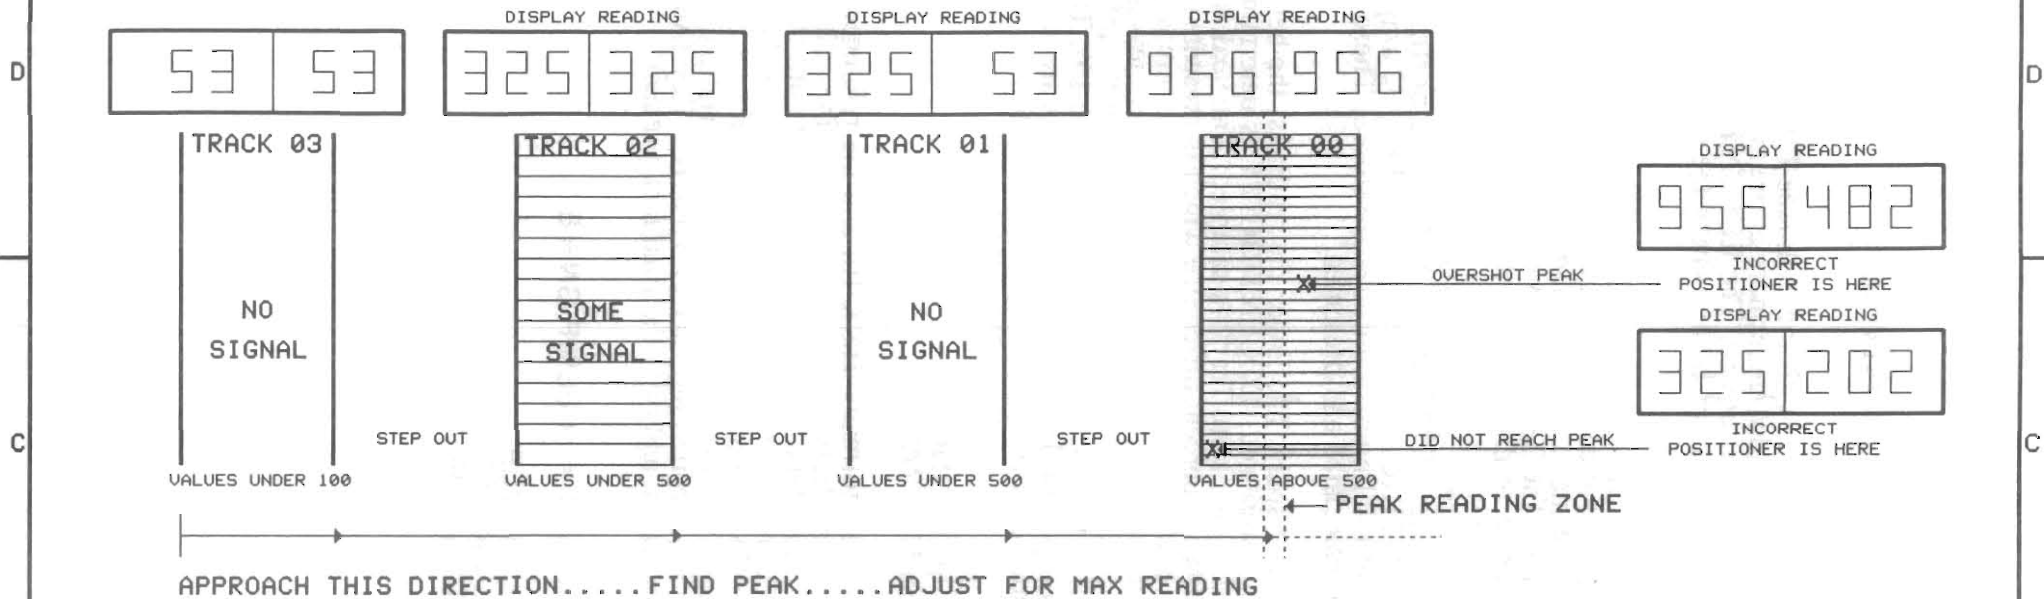 DISPLAY READING DISPLAY READING DISPLAY READING
D 53 53 325 325 325 53 956 956 D
TRACK 03 TRACK 02 TRACK 01 TRACK 00
DISPLAY READING
956 482
INCORRECT
OVERSHOT PEAK POSITIONER IS HERE
NO SOME NO
SIGNAL SIGNAL SIGNAL
DISPLAY READING
325 202
INCORRECT
C STEP OUT STEP OUT STEP OUT DID NOT REACH PEAK POSITIONER IS HERE C
VALUES UNDER 100 VALUES UNDER 500 VALUES UNDER 500 VALUES ABOVE 500
PEAK READING ZONE
APPROACH THIS DIRECTION.....FIND PEAK.....ADJUST FOR MAX READING